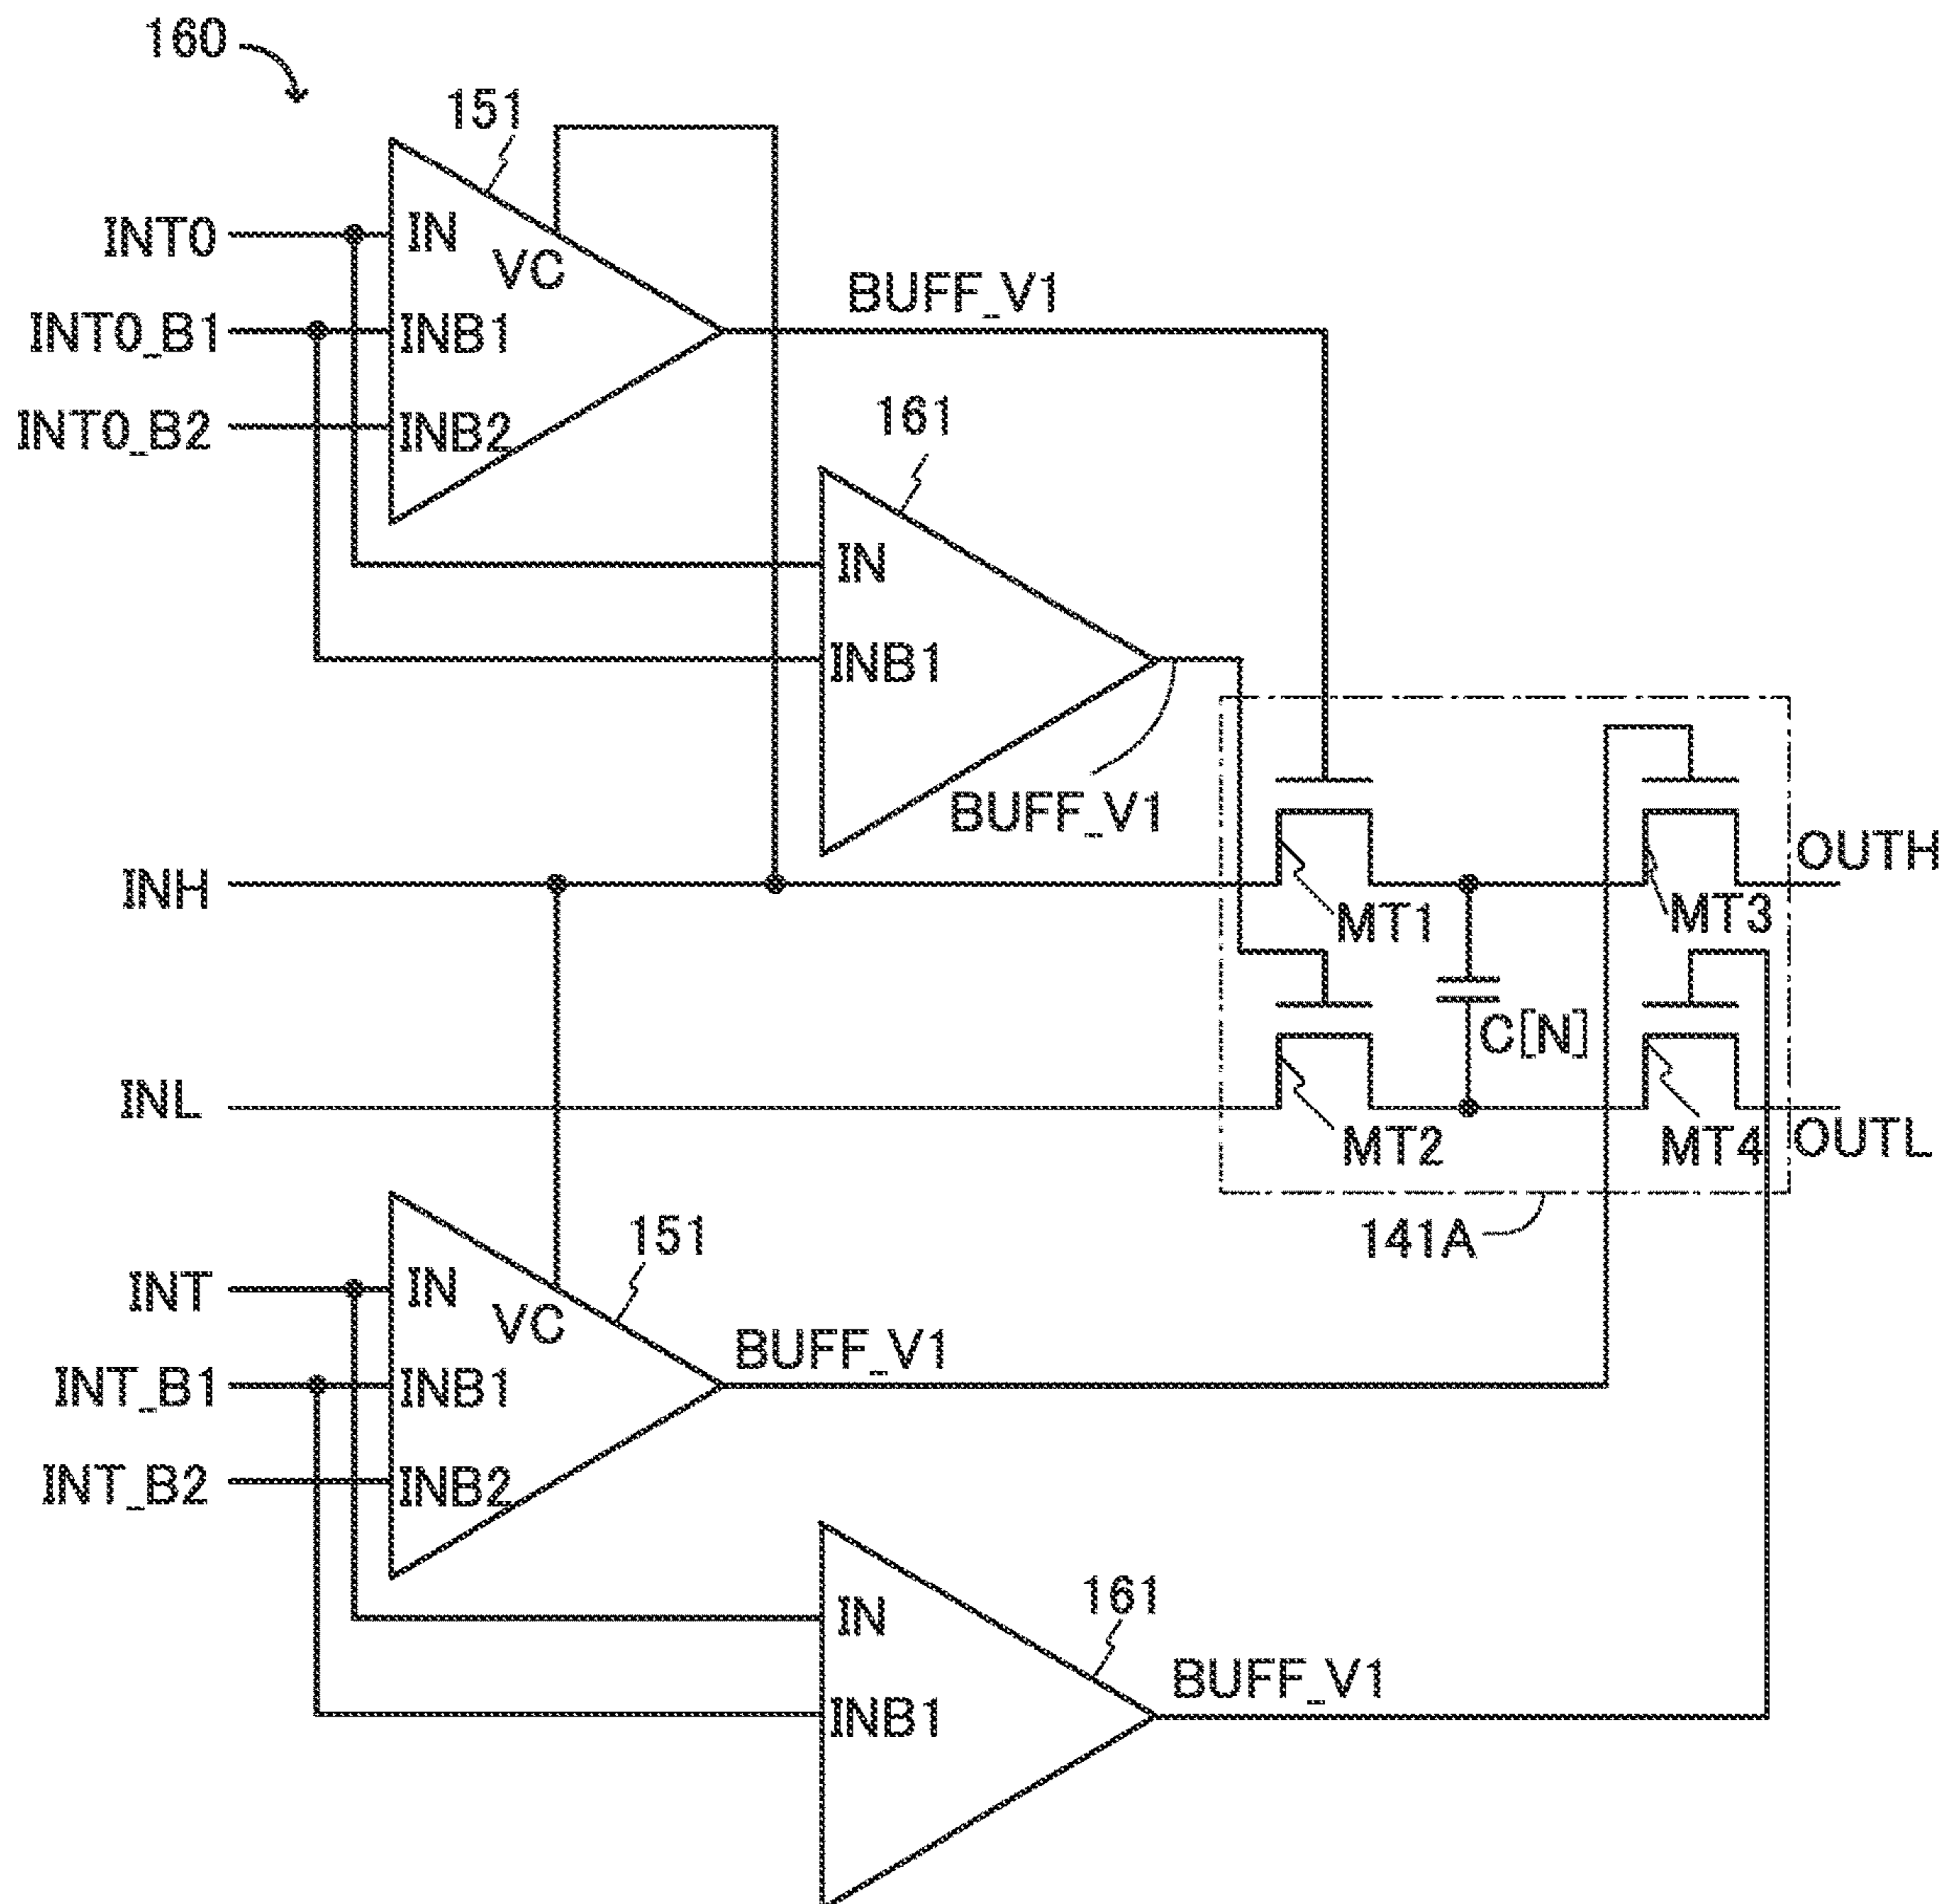 160
151
INT0
IN
VC
INT0_B1
INB1
BUFF_V1
INT0_B2
INB2
161
IN
INB1
BUFF_V1
INH
OUTH
MT1
MT3
C[N]
INL
MT2
MT4
OUTL
141A
151
INT
IN
VC
INT_B1
INB1
BUFF_V1
INT_B2
INB2
161
IN
INB1
BUFF_V1